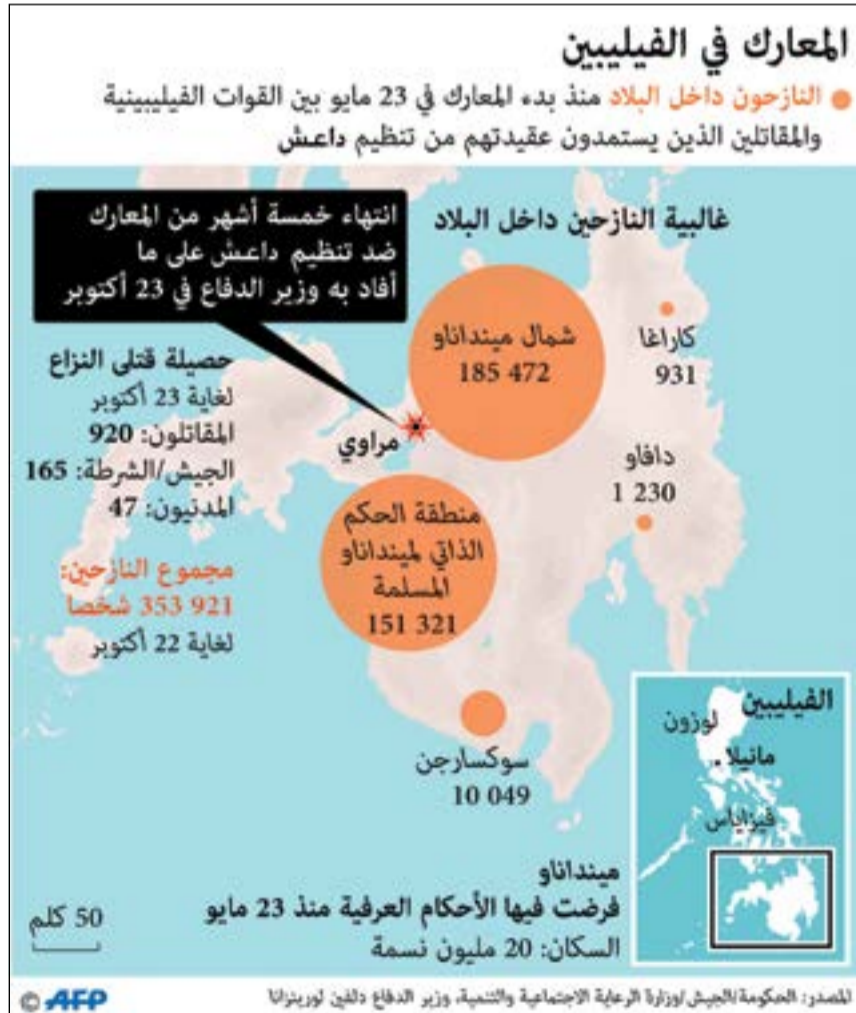 المعارك في الفيليبين
النازحون داخل البلاد منذ بدء المعارك في 23 مايو بين القوات الفيليبينية
والمقاتلين الذين يستمدون عقيدتهم من تنظيم داعش
غالبية النازحين داخل البلاد
انتهاء خمسة أشهر من المعارك
ضد تنظيم داعش على ما
أفاد به وزير الدفاع في 23 أكتوبر
شمال مينداناو
185 472
كاراغا
931
حصيلة قتلى النزاع
لغاية 23 أكتوبر
المقاتلون: 920
الجيش/الشرطة: 165
المدنيون: 47
مراوي
دافاو
1 230
منطقة الحكم
الذاتي لمينداناو
المسلمة
151 321
مجموع النازحين:
353 921 شخصا
لغاية 22 أكتوبر
سوكسارجن
10 049
الفيليبين
لوزون
مانيلا
فيزاياس
مينداناو
فرضت فيها الأحكام العرفية منذ 23 مايو
السكان: 20 مليون نسمة
50 كلم
المصدر: الحكومة/الجيش/وزارة الرعاية الاجتماعية والتنمية، وزير الدفاع دلفين لورينزانا
© AFP